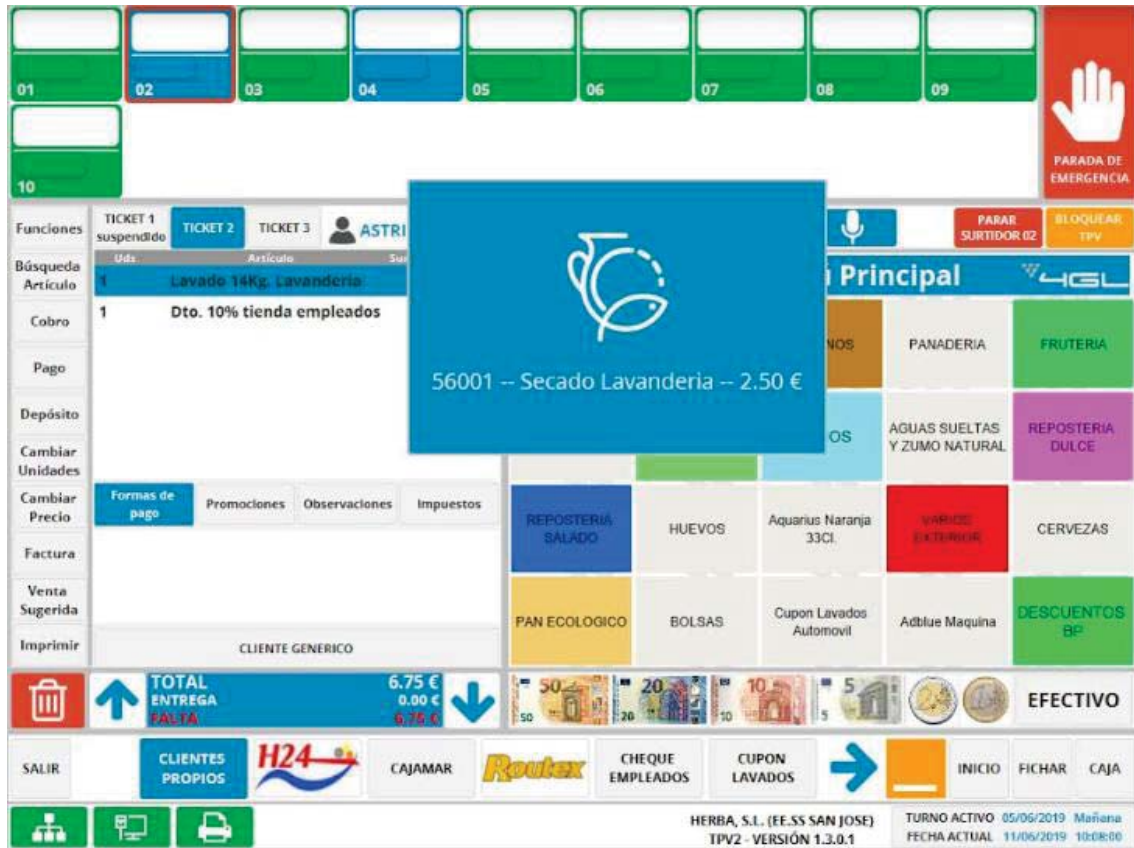 01
02
03
04
05
06
07
08
09
PARADA DE
EMERGENCIA
10
Funciones
TICKET 1
suspendido
TICKET 2
TICKET 3
ASTRI
PARAR
SURTIDOR 02
BLOQUEAR
TPV
Búsqueda
Artículo
Uds
Artículo
1 Lavado 14Kg. Lavanderia
1 Dto. 10% tienda empleados
Principal
4GL
Cobro
Pago
Depósito
Cambiar
Unidades
Cambiar
Precio
Factura
Venta
Sugerida
Imprimir
56001 -- Secado Lavanderia -- 2.50 €
NOS
PANADERIA
FRUTERIA
OS
AGUAS SUELTAS
Y ZUMO NATURAL
REPOSTERIA
DULCE
Formas de
pago
Promociones
Observaciones
Impuestos
REPOSTERIA
SALADO
HUEVOS
Aquarius Naranja
33Cl.
VARIOS
EXTERIOR
CERVEZAS
PAN ECOLOGICO
BOLSAS
Cupon Lavados
Automovil
Adblue Maquina
DESCUENTOS
BP
CLIENTE GENERICO
TOTAL 6.75 €
ENTREGA 0.00 €
FALTA 6.75 €
50
20
10
5
EFECTIVO
SALIR
CLIENTES
PROPIOS
H24
CAJAMAR
Routex
CHEQUE
EMPLEADOS
CUPON
LAVADOS
INICIO
FICHAR
CAJA
HERBA, S.L. (EE.SS SAN JOSE)
TPV2 - VERSIÓN 1.3.0.1
TURNO ACTIVO 05/06/2019 Mañana
FECHA ACTUAL 11/06/2019 10:08:00